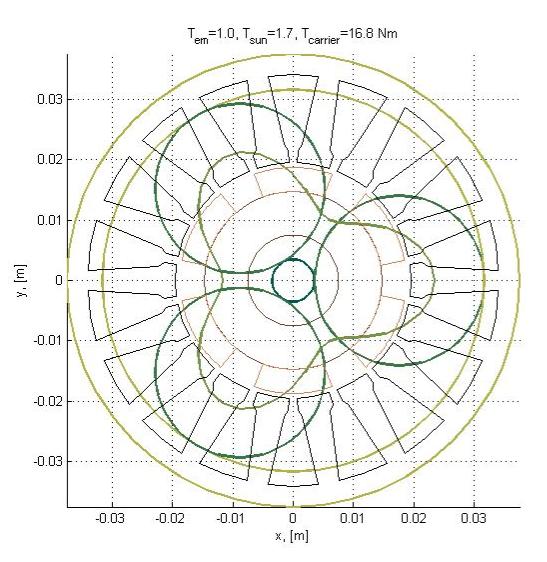 T_em=1.0, T_sun=1.7, T_carrier=16.8 Nm
0.03
0.02
0.01
0
-0.01
-0.02
-0.03
y, [m]
-0.03 -0.02 -0.01 0 0.01 0.02 0.03
x, [m]